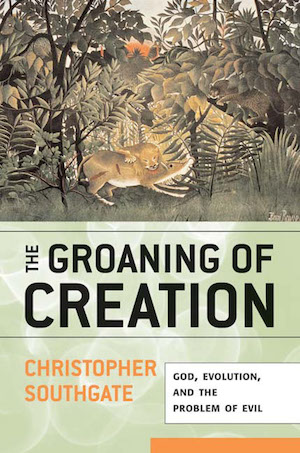 THE GROANING OF
CREATION
CHRISTOPHER
SOUTHGATE
GOD, EVOLUTION,
AND THE
PROBLEM OF EVIL